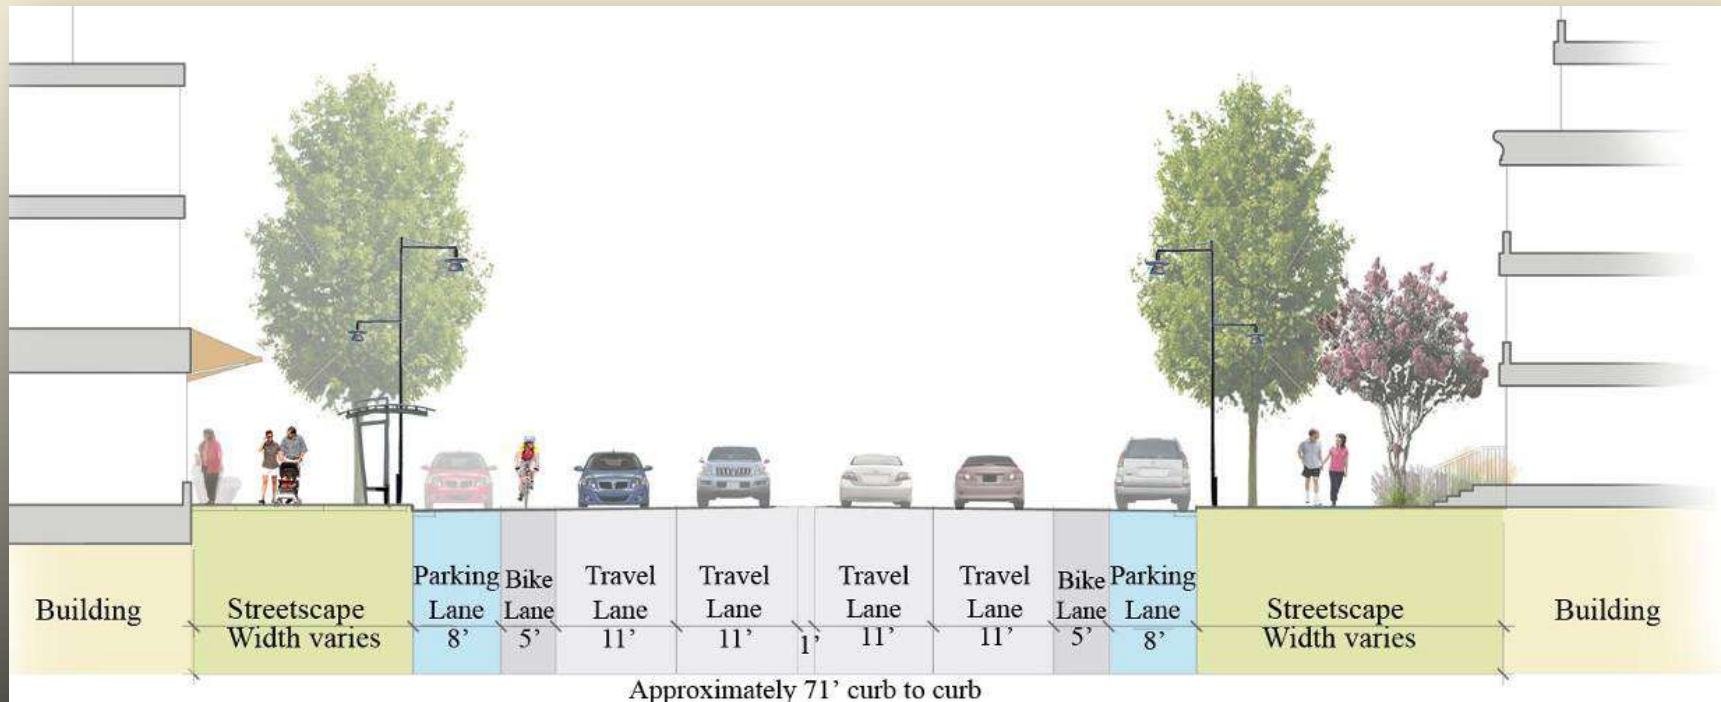 Building
Streetscape
Width varies
Parking
Lane
8’
Bike
Lane
5’
Travel
Lane
11’
Travel
Lane
11’
1’
Travel
Lane
11’
Travel
Lane
11’
Bike
Lane
5’
Parking
Lane
8’
Streetscape
Width varies
Building
Approximately 71’ curb to curb